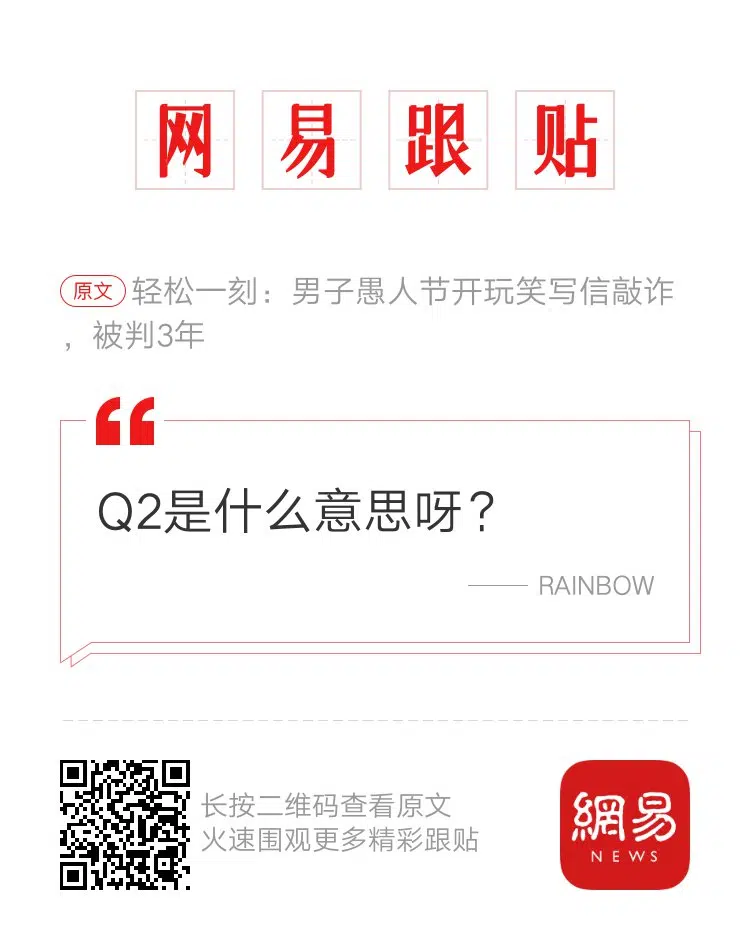 网易跟贴
原文 轻松一刻：男子愚人节开玩笑写信敲诈
，被判3年
Q2是什么意思呀？
—— RAINBOW
长按二维码查看原文
火速围观更多精彩跟贴
網易
NEWS